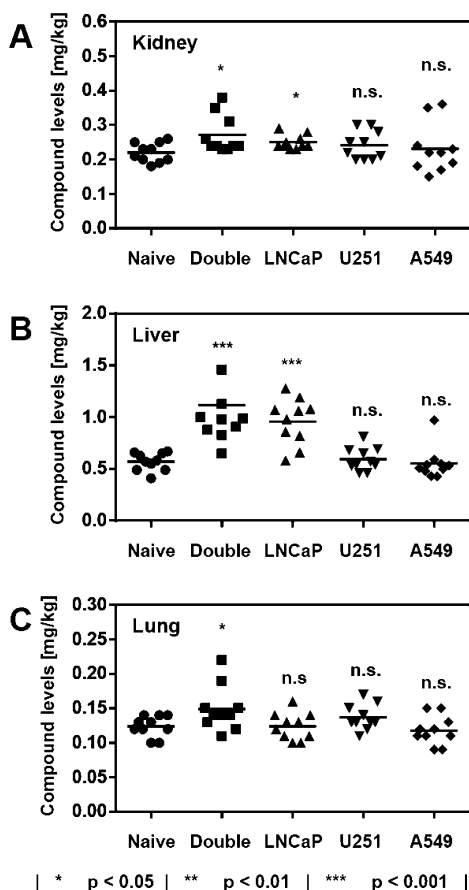 A
Kidney
Compound levels [mg/kg]
0.6
0.5
0.4
0.3
0.2
0.1
0.0
* * n.s. n.s.
Naive Double LNCaP U251 A549
B
Liver
Compound levels [mg/kg]
2.0
1.5
1.0
0.5
0.0
*** *** n.s. n.s.
Naive Double LNCaP U251 A549
C
Lung
Compound levels [mg/kg]
0.30
0.25
0.20
0.15
0.10
0.05
0.00
* n.s n.s. n.s.
Naive Double LNCaP U251 A549
| * p < 0.05 | ** p < 0.01 | *** p < 0.001 |